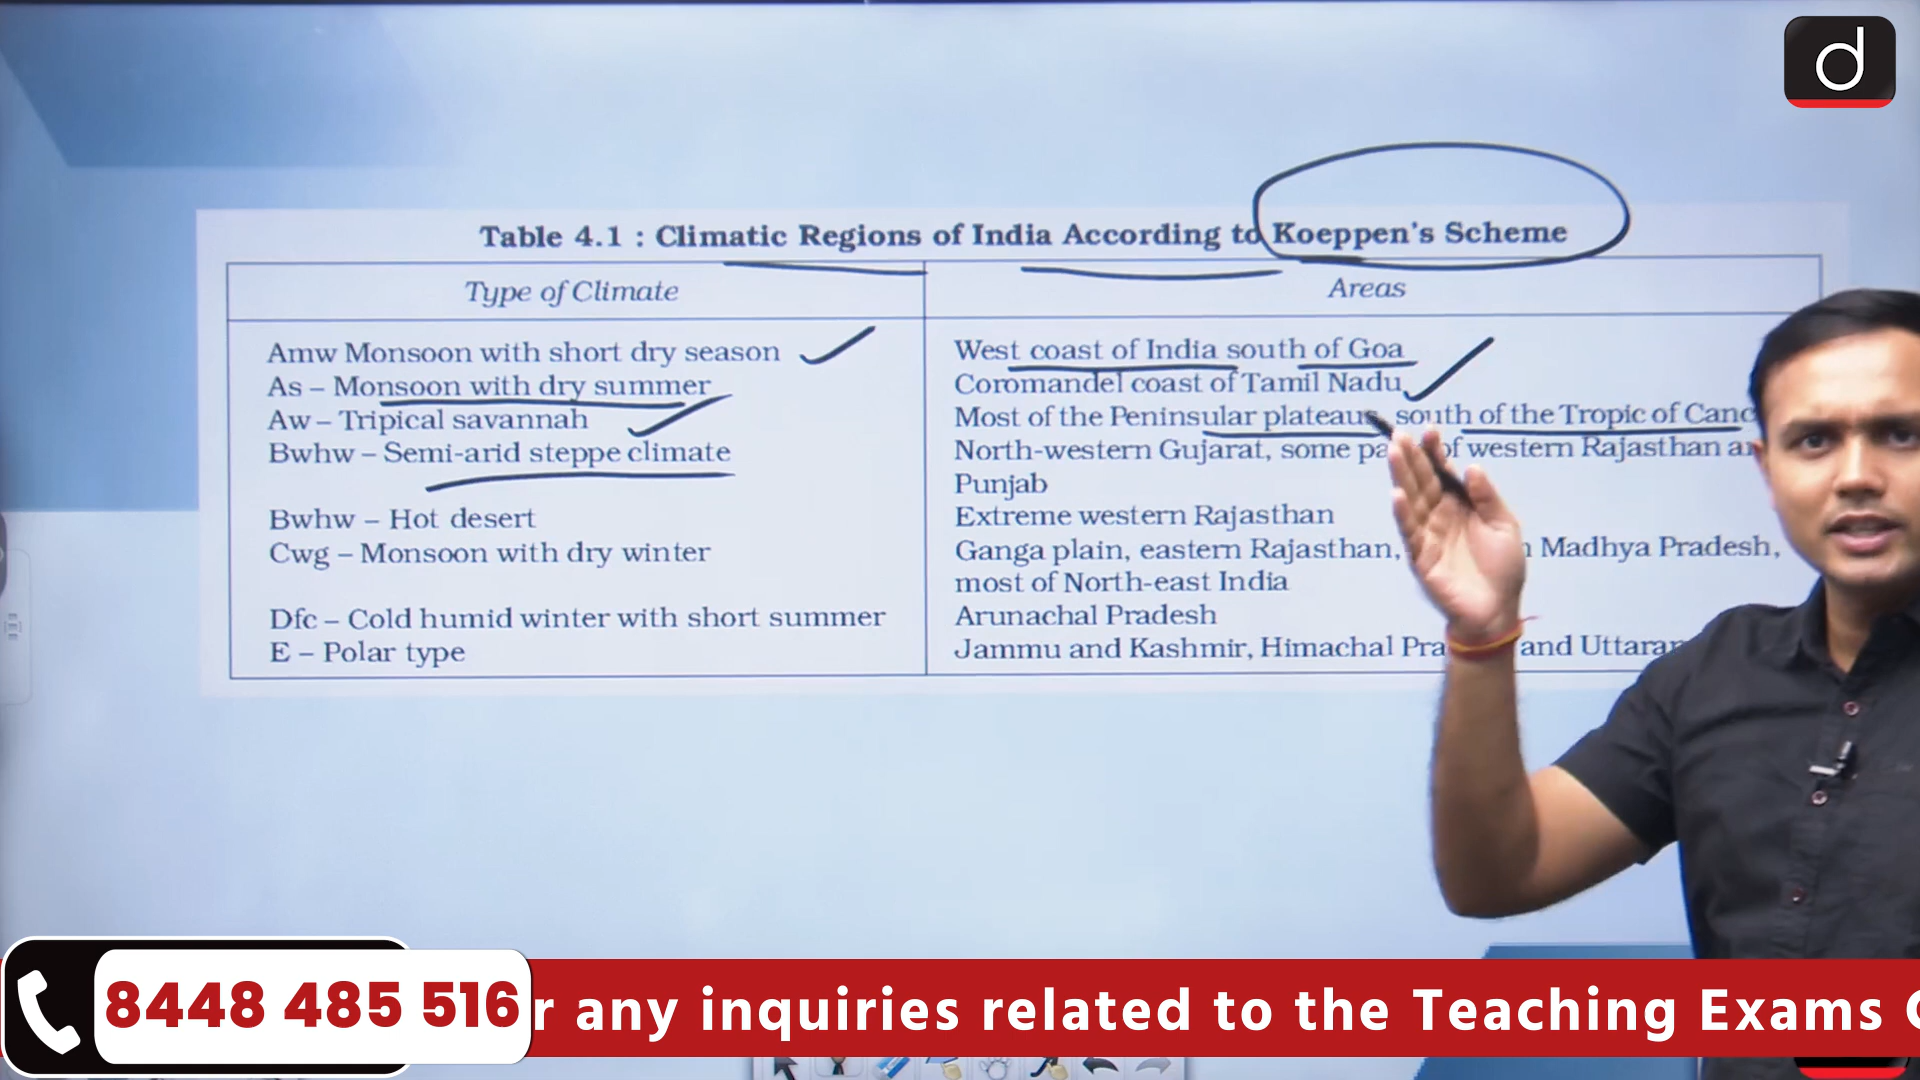 d
Table 4.1 : Climatic Regions of India According to Koeppen's Scheme
Type of Climate
Areas
Amw Monsoon with short dry season
West coast of India south of Goa
As – Monsoon with dry summer
Coromandel coast of Tamil Nadu
Aw – Tripical savannah
Most of the Peninsular plateaus, south of the Tropic of Canc
Bwhw – Semi-arid steppe climate
North-western Gujarat, some pa of western Rajasthan
Punjab
Bwhw – Hot desert
Extreme western Rajasthan
Cwg – Monsoon with dry winter
Ganga plain, eastern Rajasthan, Madhya Pradesh,
most of North-east India
Dfc – Cold humid winter with short summer
Arunachal Pradesh
E – Polar type
Jammu and Kashmir, Himachal Pra and Uttaran
8448 485 516
r any inquiries related to the Teaching Exams